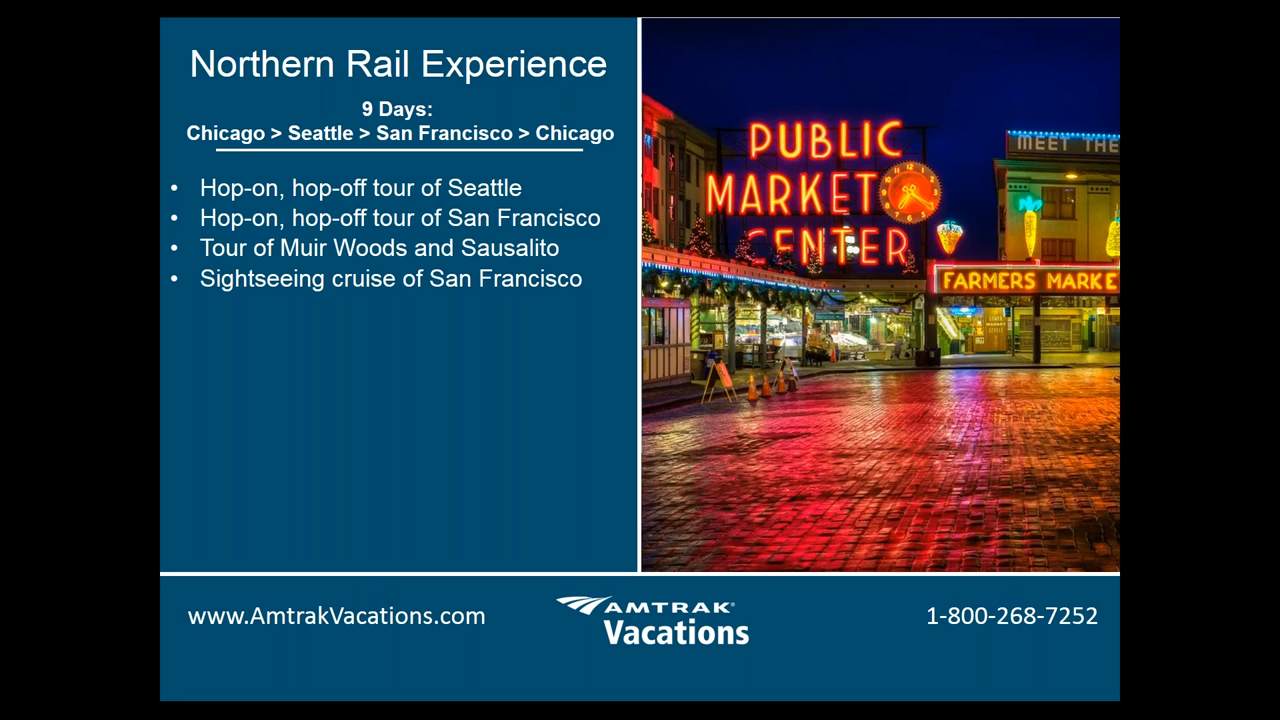 Northern Rail Experience
9 Days:
Chicago > Seattle > San Francisco > Chicago
• Hop-on, hop-off tour of Seattle
• Hop-on, hop-off tour of San Francisco
• Tour of Muir Woods and Sausalito
• Sightseeing cruise of San Francisco
PUBLIC
MARKET
CENTER
MEET THE
FARMERS MARKE
www.AmtrakVacations.com
AMTRAK®
Vacations
1-800-268-7252